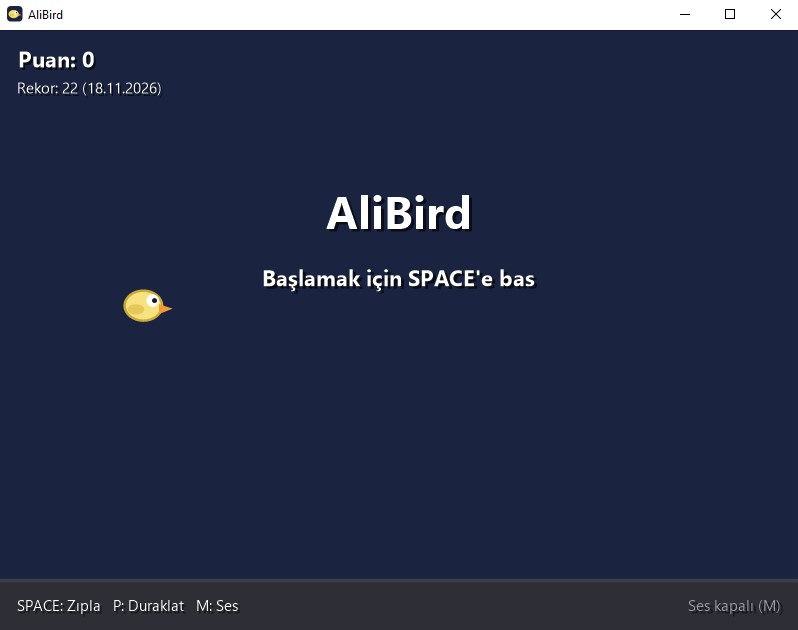 AliBird
Puan: 0
Rekor: 22 (18.11.2026)
AliBird
Başlamak için SPACE'e bas
SPACE: Zıpla P: Duraklat M: Ses
Ses kapalı (M)